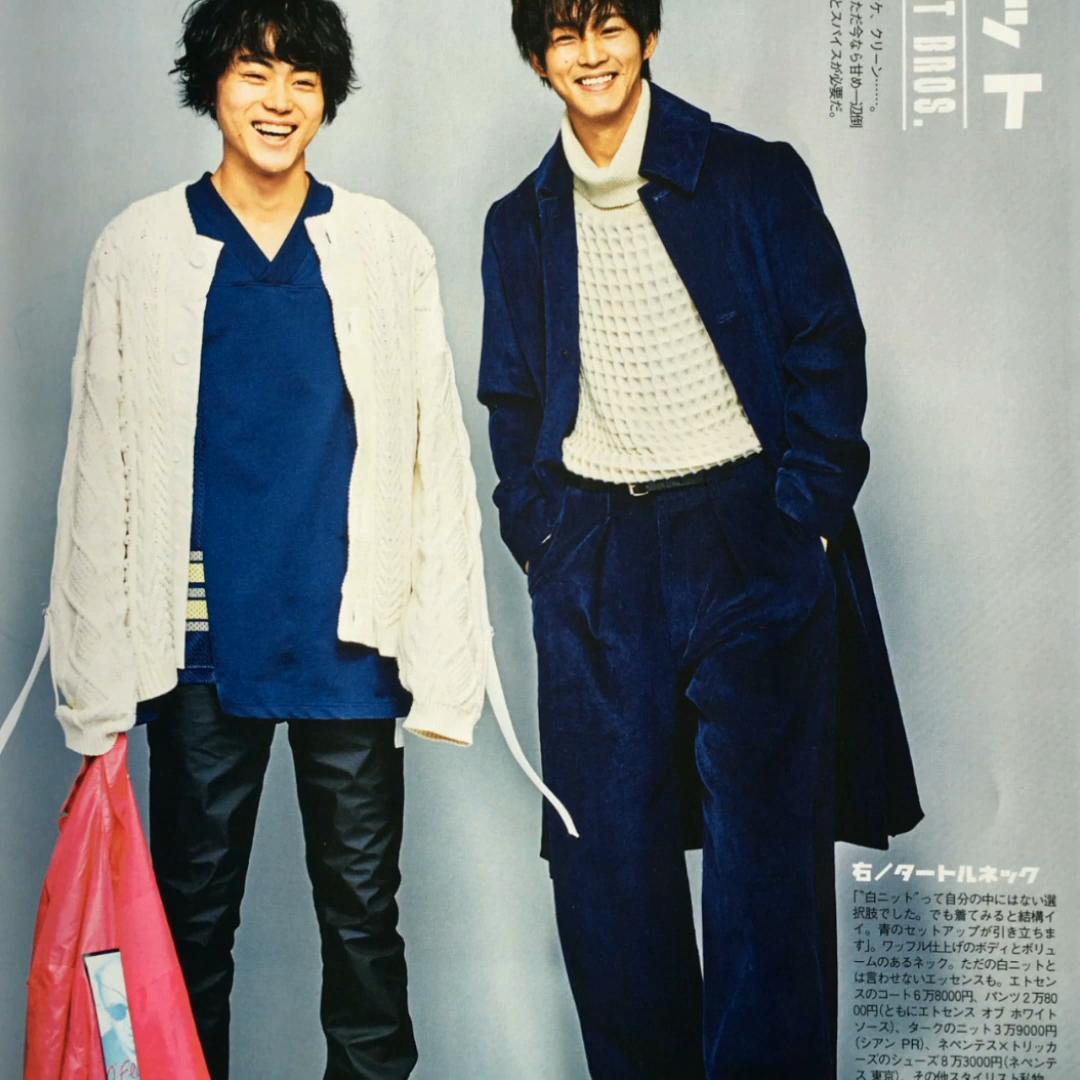 ット
T BROS.
ケ、クリーン……。
ただ今なら甘め一辺倒
とスパイスが必要だ。
右/タートルネック
「“白ニット”って自分の中にはない選
択肢でした。でも着てみると結構イ
イ。青のセットアップが引き立ちま
す」。ワッフル仕上げのボディとボリュ
ームのあるネック。ただの白ニットと
は言わせないエッセンスも。エトセン
スのコート6万8000円、パンツ2万80
00円(ともにエトセンス オブ ホワイト
ソース)、タークのニット3万9000円
(シアン PR)、ネペンテス×トリッカ
ーズのシューズ8万3000円(ネペンテ
ス 東京)、その他スタイリスト私物